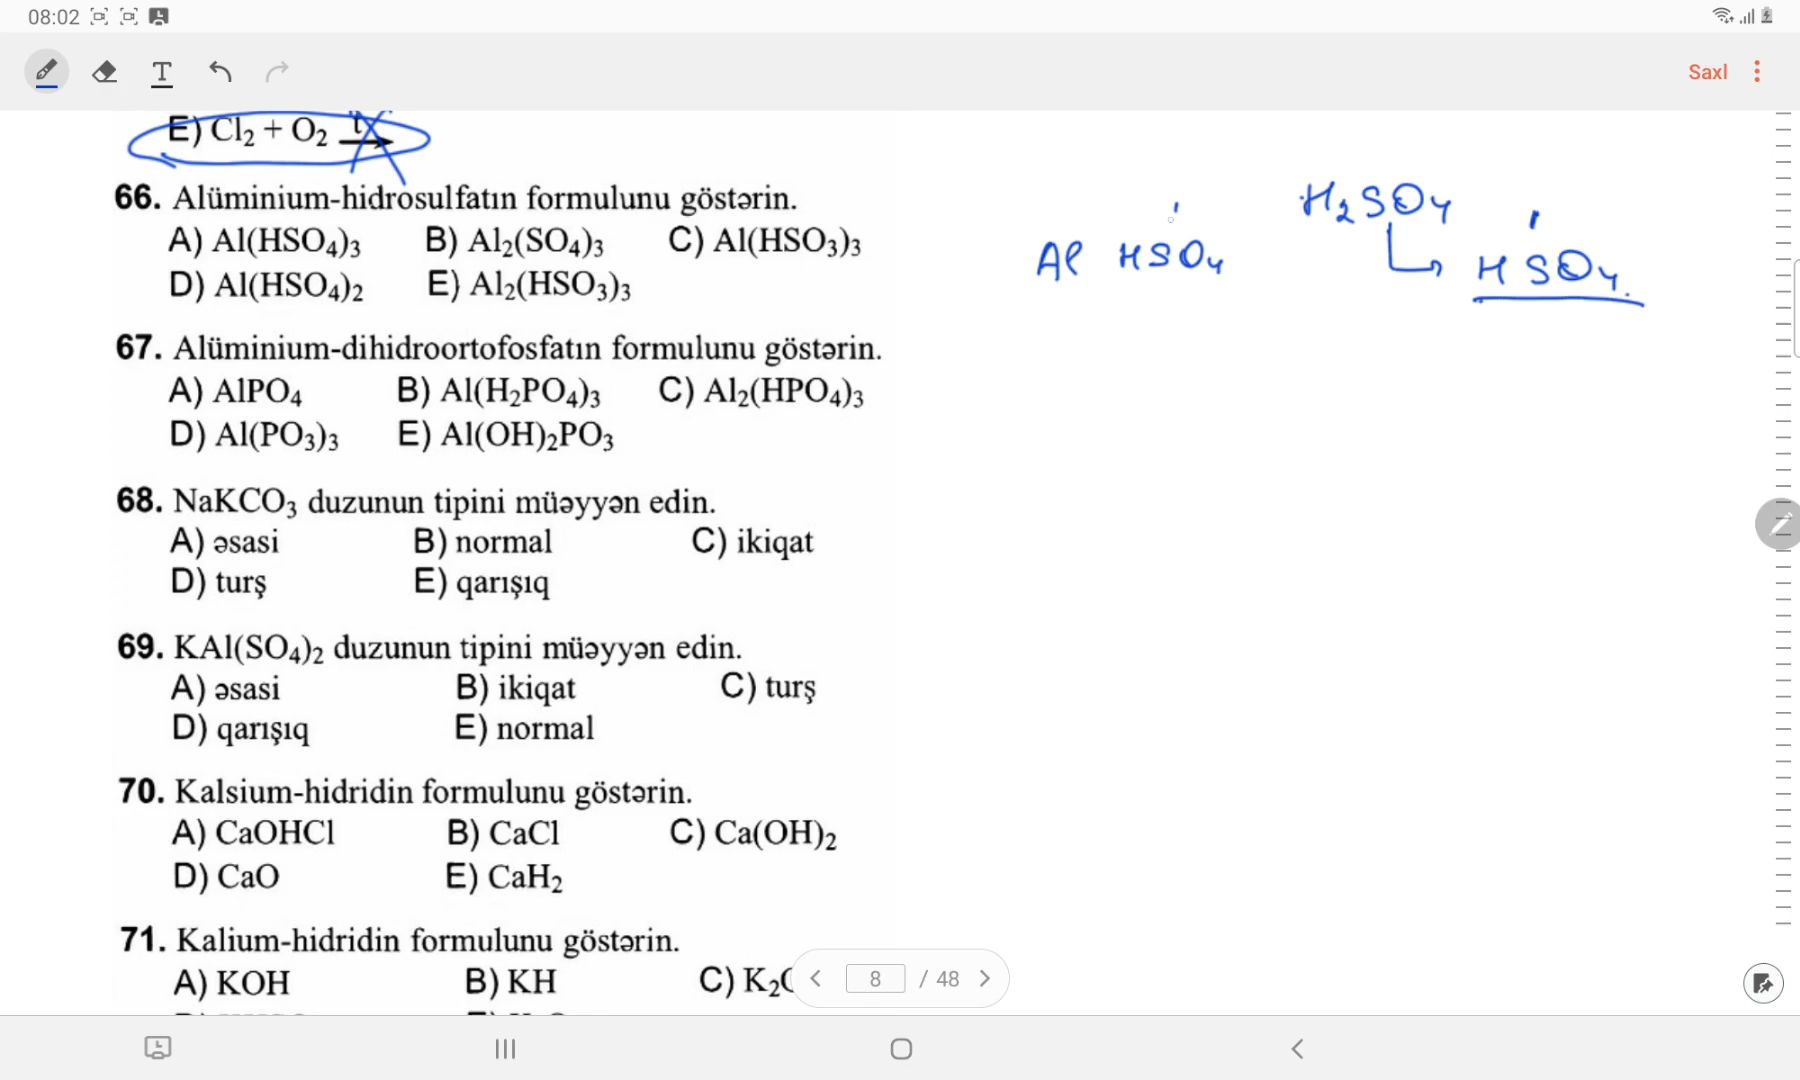 08:02
Saxl
E) Cl₂ + O₂ t→
66. Alüminium-hidrosulfatın formulunu göstərin.
A) Al(HSO₄)₃ B) Al₂(SO₄)₃ C) Al(HSO₃)₃
D) Al(HSO₄)₂ E) Al₂(HSO₃)₃
H₂SO₄
Al HSO₄ ' ↳ HSO₄ '
67. Alüminium-dihidroortofosfatın formulunu göstərin.
A) AlPO₄ B) Al(H₂PO₄)₃ C) Al₂(HPO₄)₃
D) Al(PO₃)₃ E) Al(OH)₂PO₃
68. NaKCO₃ duzunun tipini müəyyən edin.
A) əsasi B) normal C) ikiqat
D) turş E) qarışıq
69. KAl(SO₄)₂ duzunun tipini müəyyən edin.
A) əsasi B) ikiqat C) turş
D) qarışıq E) normal
70. Kalsium-hidridin formulunu göstərin.
A) CaOHCl B) CaCl C) Ca(OH)₂
D) CaO E) CaH₂
71. Kalium-hidridin formulunu göstərin.
A) KOH B) KH C) K₂
8 / 48